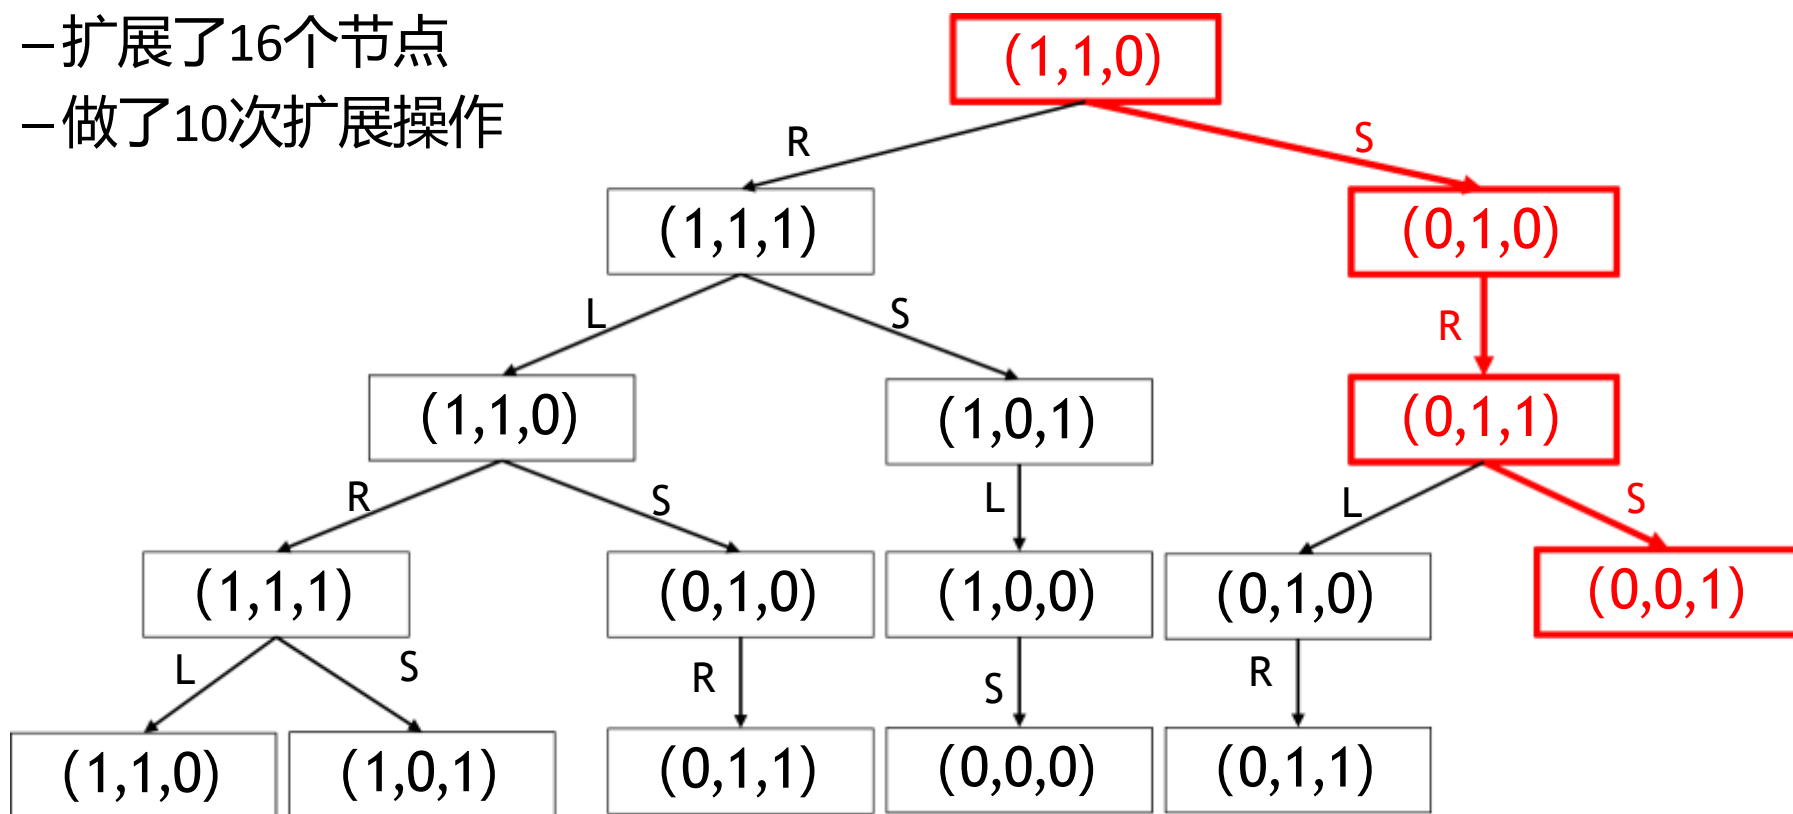 –扩展了16个节点
–做了10次扩展操作
(1,1,0)
R
S
(1,1,1)
(0,1,0)
L
S
R
(1,1,0)
(1,0,1)
(0,1,1)
R
S
L
L
S
(1,1,1)
(0,1,0)
(1,0,0)
(0,1,0)
(0,0,1)
L
S
R
S
R
(1,1,0)
(1,0,1)
(0,1,1)
(0,0,0)
(0,1,1)